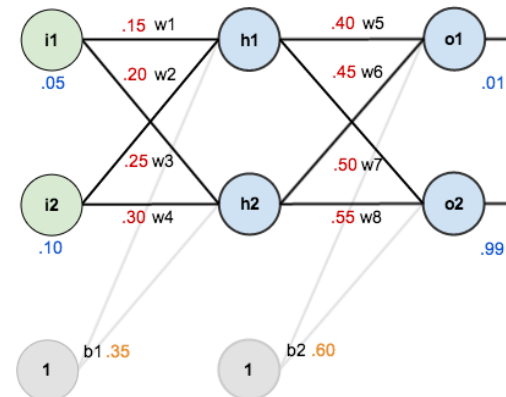 .15 w1
.40 w5
i1
h1
o1
.20 w2
.45 w6
.05
.01
.25 w3
.50 w7
i2
h2
o2
.30 w4
.55 w8
.10
.99
b1 .35
b2 .60
1
1